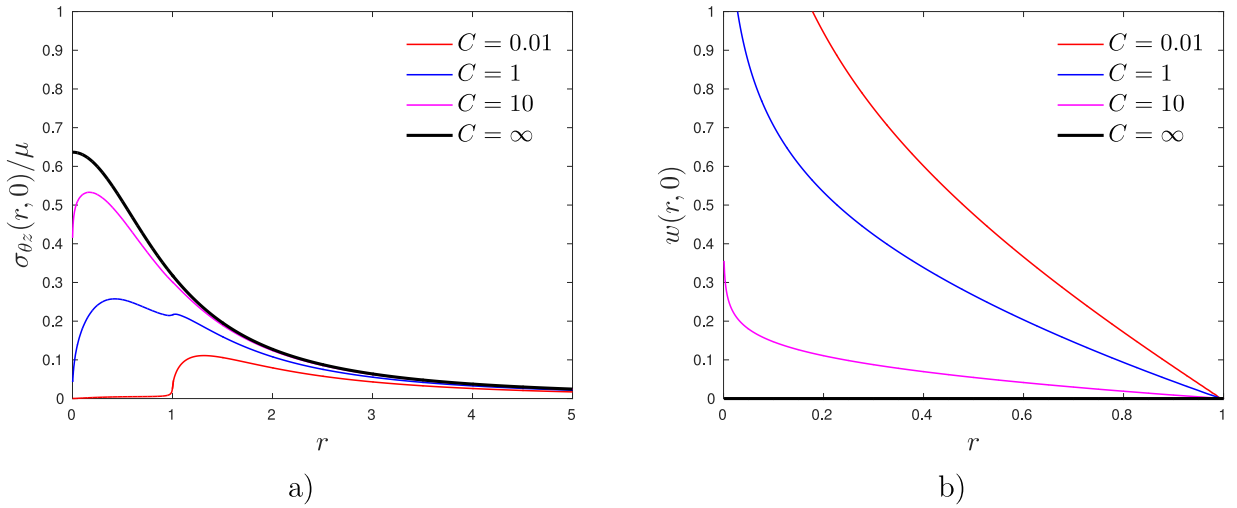 1
0.9
0.8
0.7
0.6
0.5
0.4
0.3
0.2
0.1
0
0 1 2 3 4 5
σθz(r, 0)/μ
r
C = 0.01
C = 1
C = 10
C = ∞
a)
1
0.9
0.8
0.7
0.6
0.5
0.4
0.3
0.2
0.1
0
0 0.2 0.4 0.6 0.8 1
w(r, 0)
r
C = 0.01
C = 1
C = 10
C = ∞
b)